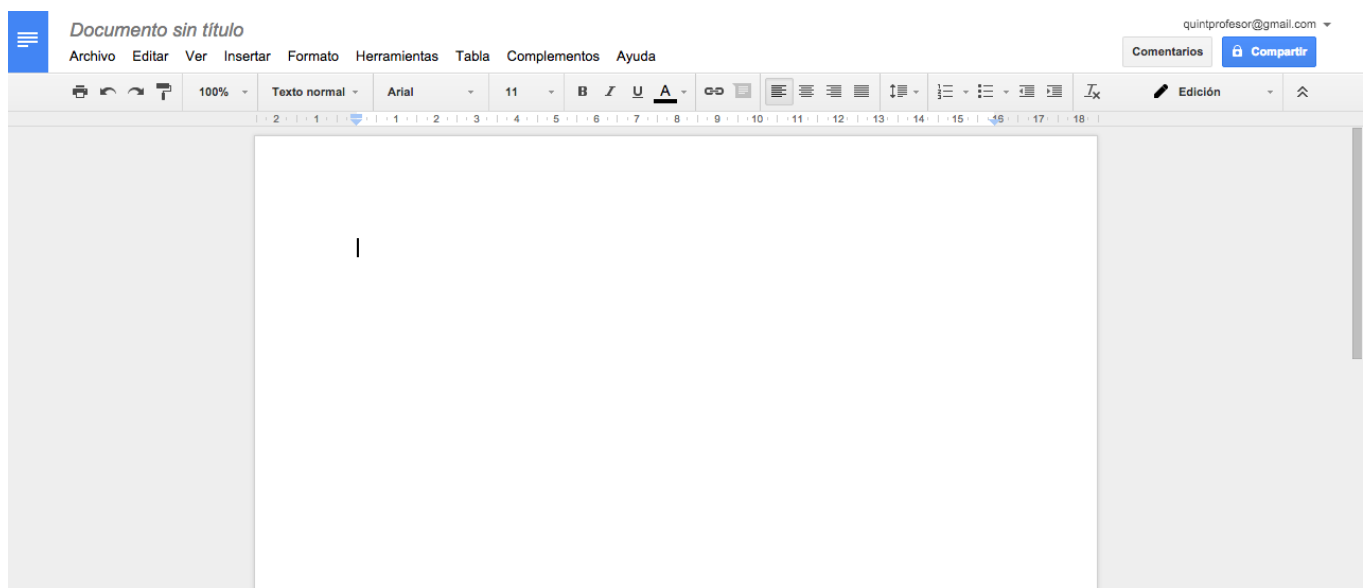 Documento sin título
quintprofesor@gmail.com
Archivo Editar Ver Insertar Formato Herramientas Tabla Complementos Ayuda
Comentarios Compartir
100% Texto normal Arial 11 B I U A Edición
2 1 1 2 3 4 5 6 7 8 9 10 11 12 13 14 15 16 17 18